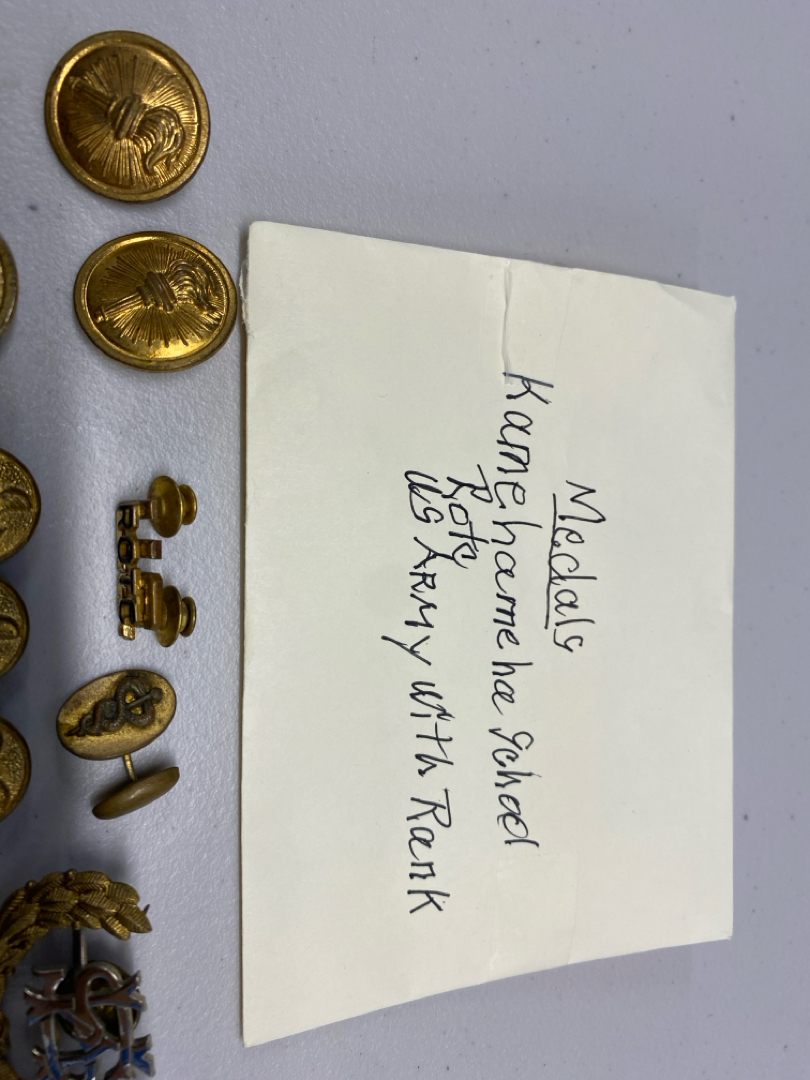 Medals
Kamehameha School
Rotc
US ARMY with Rank
ROTC